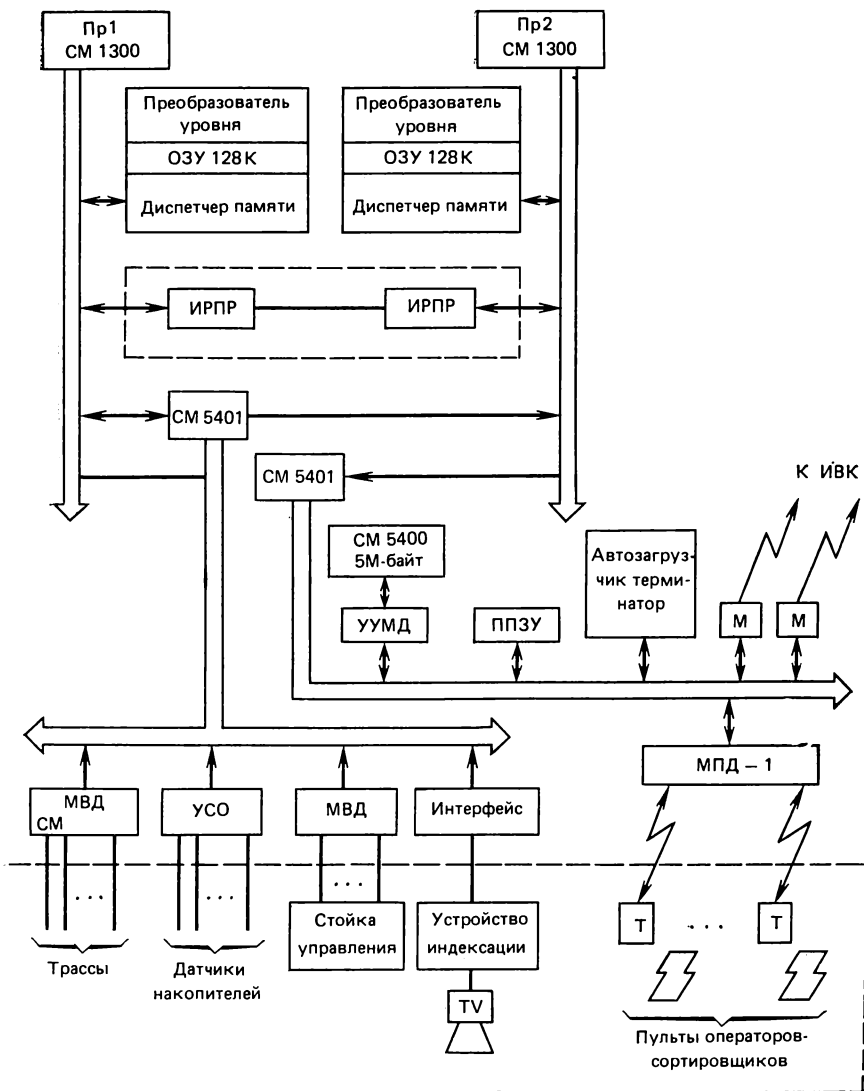 Пр1
СМ 1300
Пр2
СМ 1300
Преобразователь
уровня
ОЗУ 128К
Диспетчер памяти
Преобразователь
уровня
ОЗУ 128К
Диспетчер памяти
ИРПР
ИРПР
СМ 5401
СМ 5401
К ИВК
СМ 5400
5М-байт
Автозагруз-
чик терми-
натор
УУМД
ППЗУ
М
М
МПД – 1
МВД
СМ
УСО
МВД
Интерфейс
...
...
...
Стойка
управления
Устройство
индексации
Т
...
Т
Трассы
Датчики
накопителей
TV
Пульты операторов-
сортировщиков